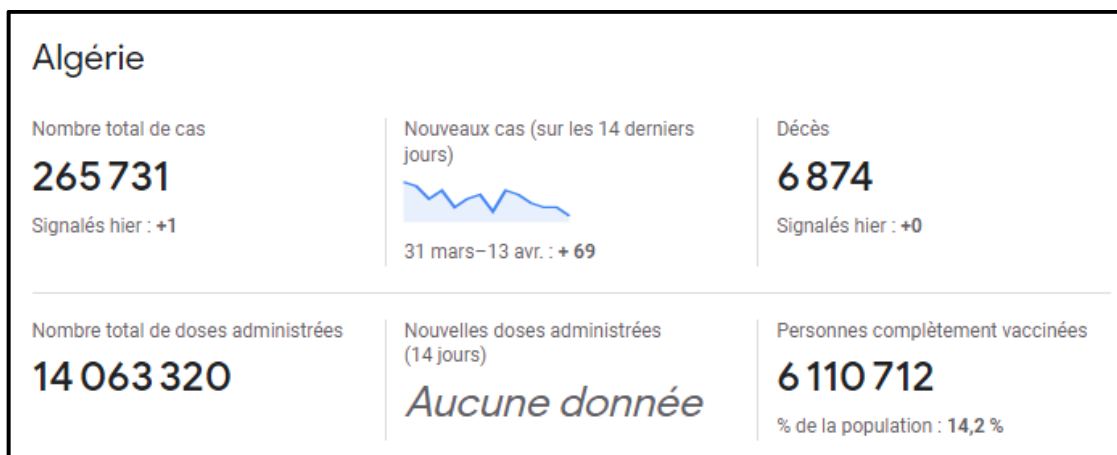 Algérie
Nombre total de cas
265 731
Signalés hier : +1
Nouveaux cas (sur les 14 derniers
jours)
31 mars–13 avr. : + 69
Décès
6 874
Signalés hier : +0
Nombre total de doses administrées
14 063 320
Nouvelles doses administrées
(14 jours)
Aucune donnée
Personnes complètement vaccinées
6 110 712
% de la population : 14,2 %